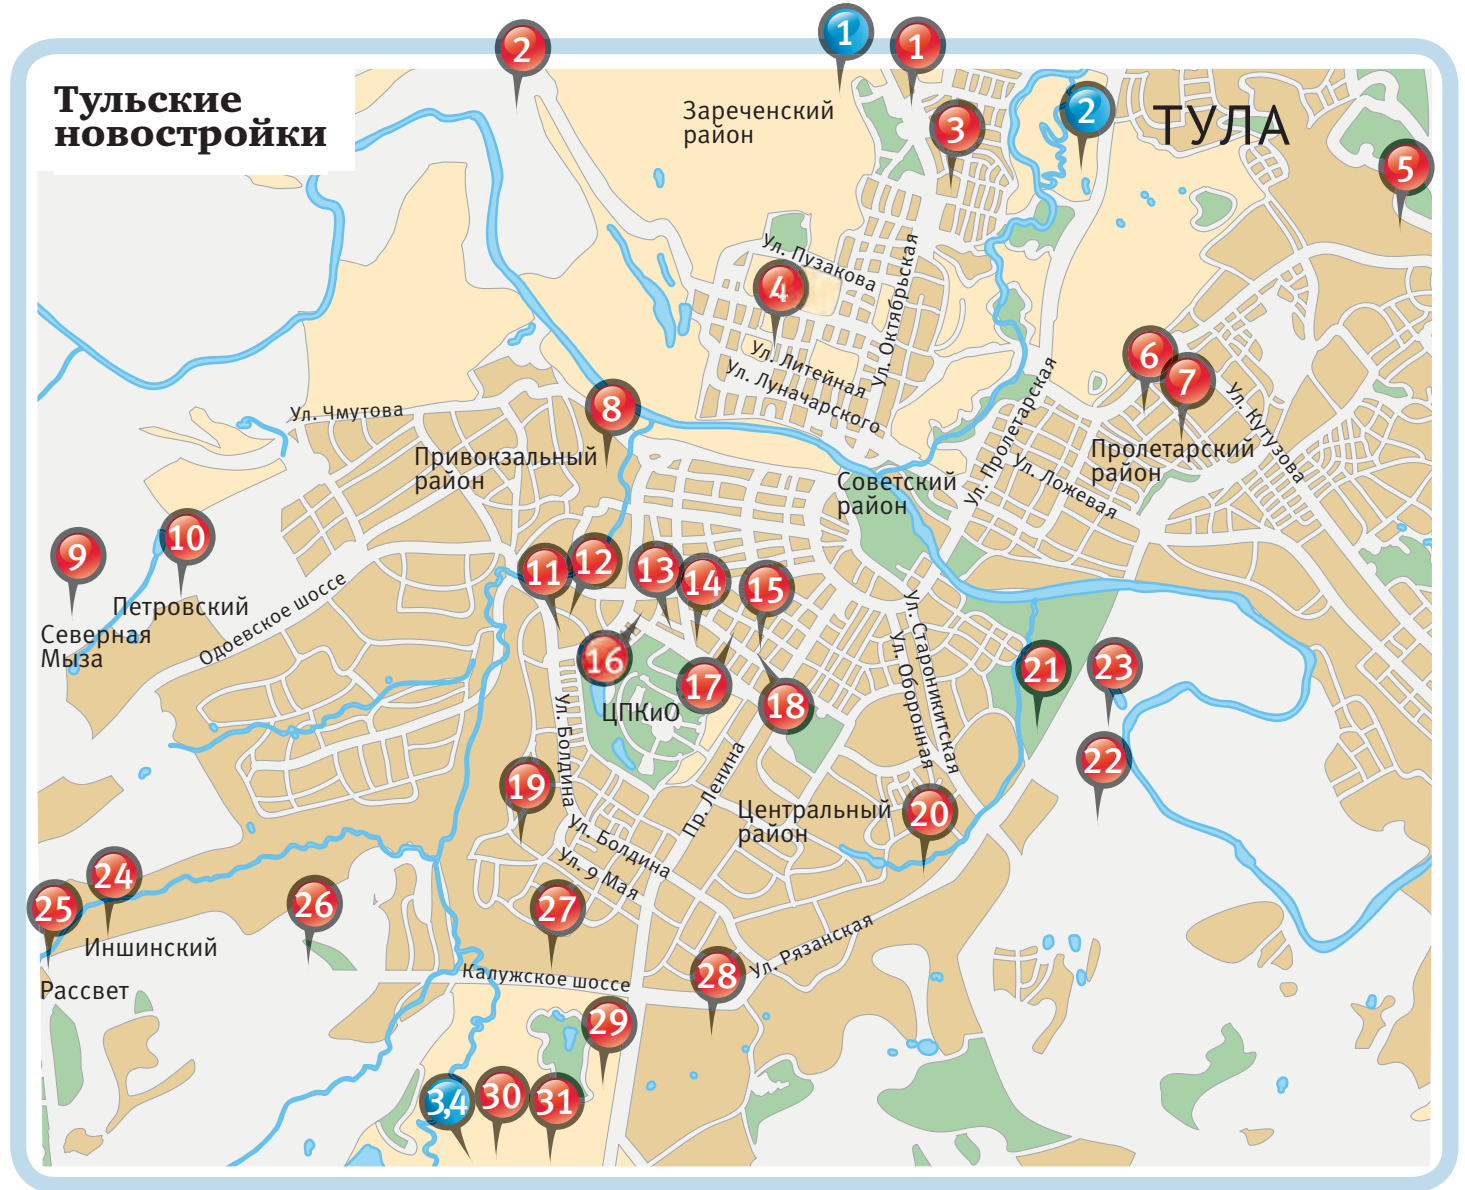 Тульские
новостройки
2
1
1
3
2
ТУЛА
5
Зареченский
район
Ул. Пузакова
4
Ул. Октябрьская
Ул. Литейная
Ул. Луначарского
6
7
Ул. Кутузова
Ул. Пролетарская
8
Ул. Чмутова
Привокзальный
район
Советский
район
Ул. Ложевая
Пролетарский
район
9
10
Петровский
Северная
Мыза
Одоевское шоссе
11
12
13
14
15
16
17
18
ЦПКиО
Ул. Староникитская
Ул. Оборонная
21
23
22
Ул. Болдина
19
Пр. Ленина
Центральный
район
20
Ул. Болдина
Ул. 9 Мая
24
25
26
27
Иншинский
Рассвет
Калужское шоссе
28
Ул. Рязанская
29
3,4
30
31